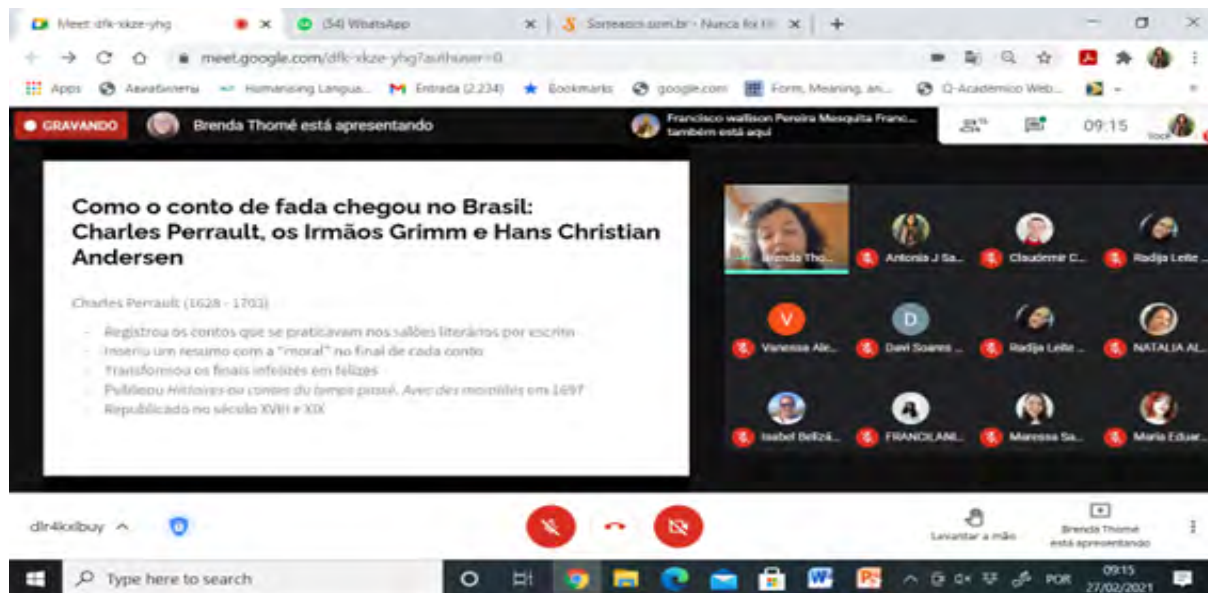 Meet: dfk-xkze-yhg
(54) WhatsApp
meet.google.com/dfk-xkze-yhg?authuser=0
Apps
Humanising Langua...
Entrada (2.234)
Bookmarks
google.com
Form, Meaning, an...
Q-Acadêmico Web...
GRAVANDO
Brenda Thomé está apresentando
Francisco wallison Pereira Mesquita Franc...
também está aqui
09:15
Você
Como o conto de fada chegou no Brasil:
Charles Perrault, os Irmãos Grimm e Hans Christian
Andersen
Charles Perrault (1628 - 1703)
- Registrou os contos que se praticavam nos salões literários por escrito
- Inseriu um resumo com a "moral" no final de cada conto
- Transformou os finais infelizes em felizes
- Publicou Histoires ou contes du temps passé. Avec des moralités em 1697
- Republicado no século XVIII e XIX
Brenda Tho...
Antonia J Sa...
Claudemir C...
Radija Leite ...
Vanessa Ale...
Davi Soares ...
Radija Leite ...
NATALIA AL...
Isabel Belizá...
FRANCILANI...
Maressa Sa...
Maria Eduar...
dlr4kxlbuy
Levantar a mão
Brenda Thomé
está apresentando
Type here to search
POR
09:15
27/02/2021